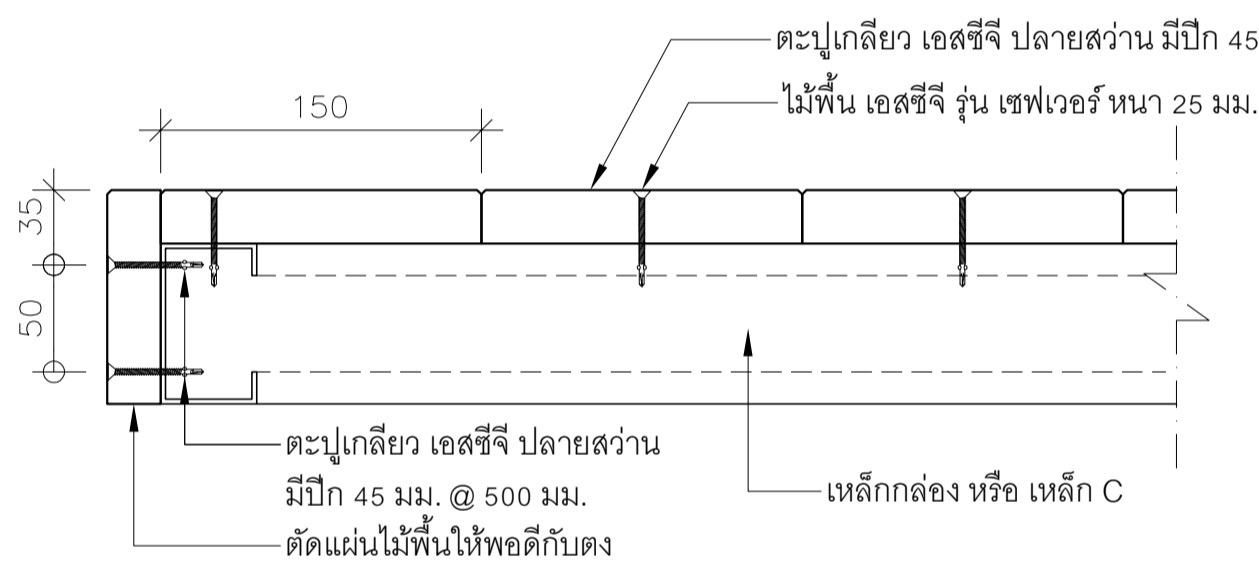 ตะปูเกลียว เอสซีจี ปลายสว่าน มีปีก 45
150
ไม้พื้น เอสซีจี รุ่น เซฟเวอร์ หนา 25 มม.
35
50
ตะปูเกลียว เอสซีจี ปลายสว่าน
มีปีก 45 มม. @ 500 มม.
เหล็กกล่อง หรือ เหล็ก C
ตัดแผ่นไม้พื้นให้พอดีกับตง